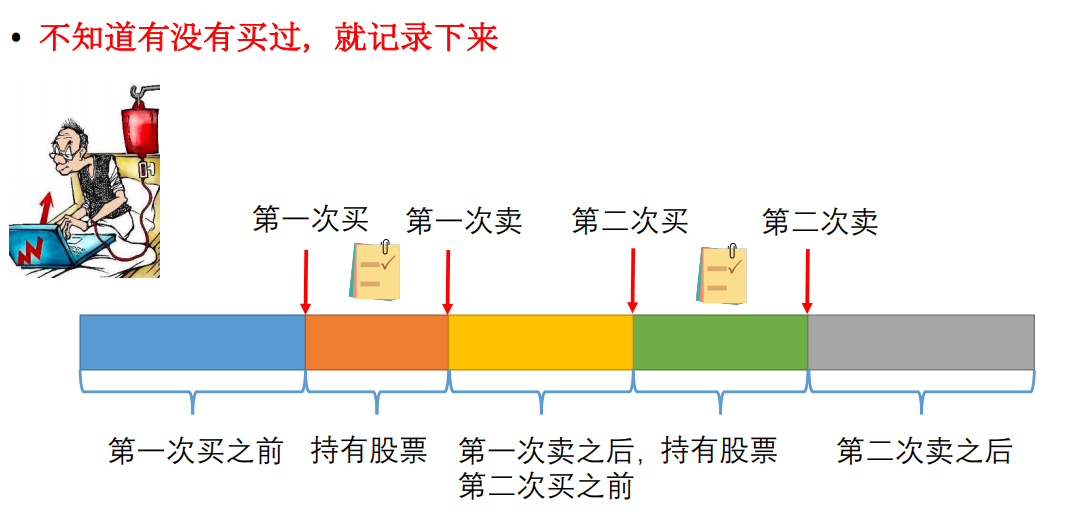 • 不知道有没有买过，就记录下来
第一次买 第一次卖 第二次买 第二次卖
第一次买之前 持有股票 第一次卖之后, 持有股票 第二次卖之后
第二次买之前